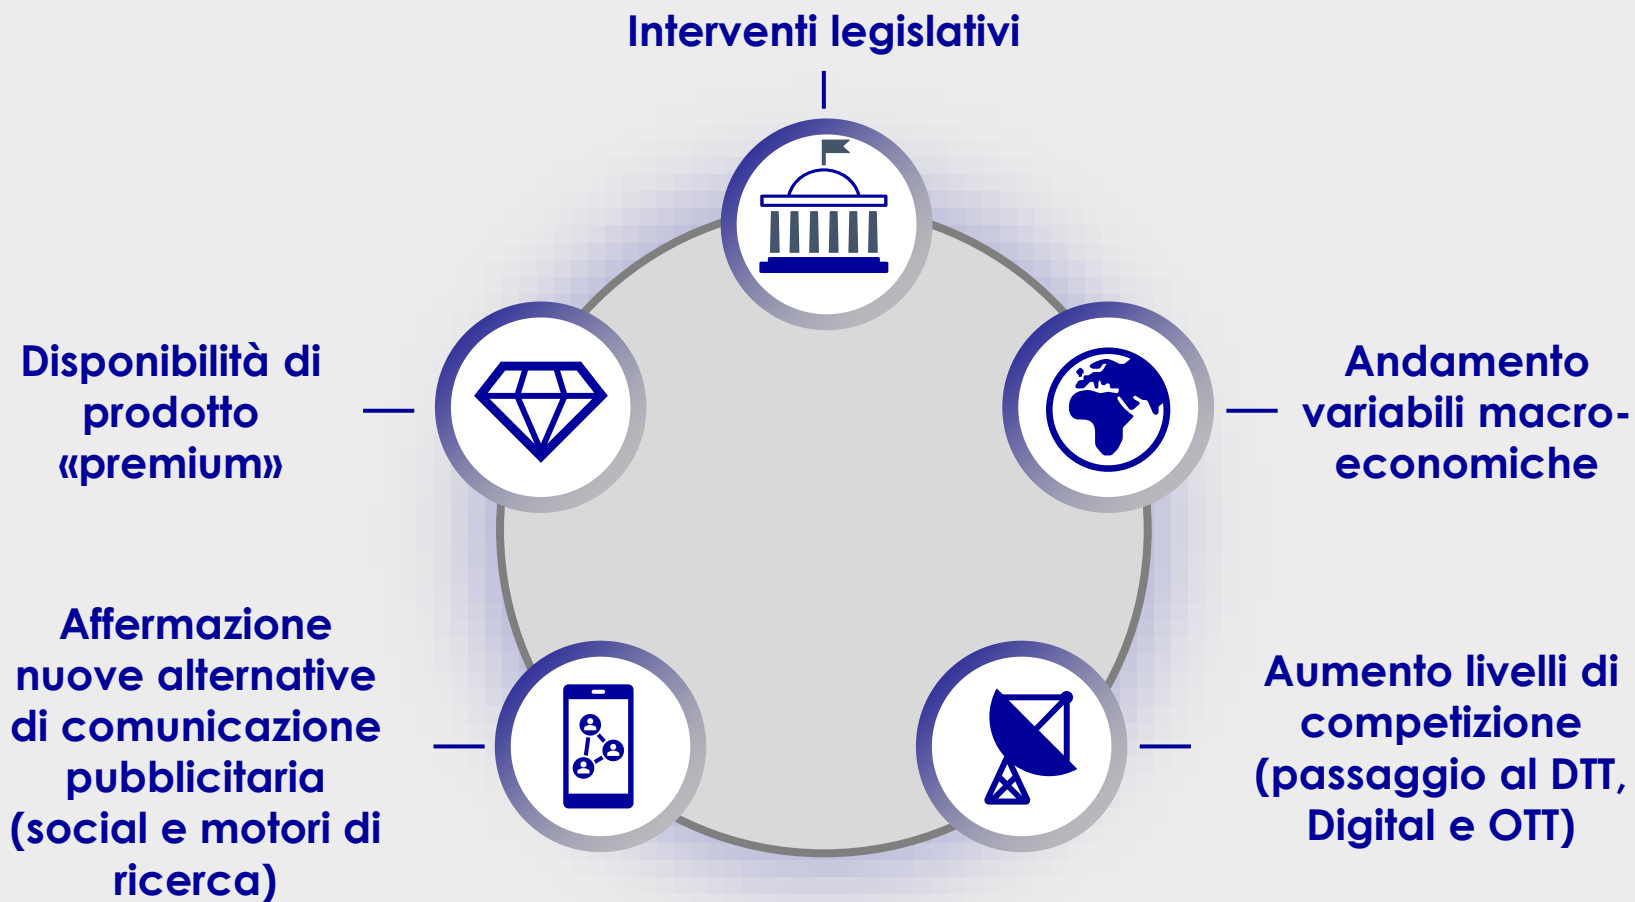 Interventi legislativi
Disponibilità di
prodotto
«premium»
Andamento
variabili macro-
economiche
Affermazione
nuove alternative
di comunicazione
pubblicitaria
(social e motori di
ricerca)
Aumento livelli di
competizione
(passaggio al DTT,
Digital e OTT)